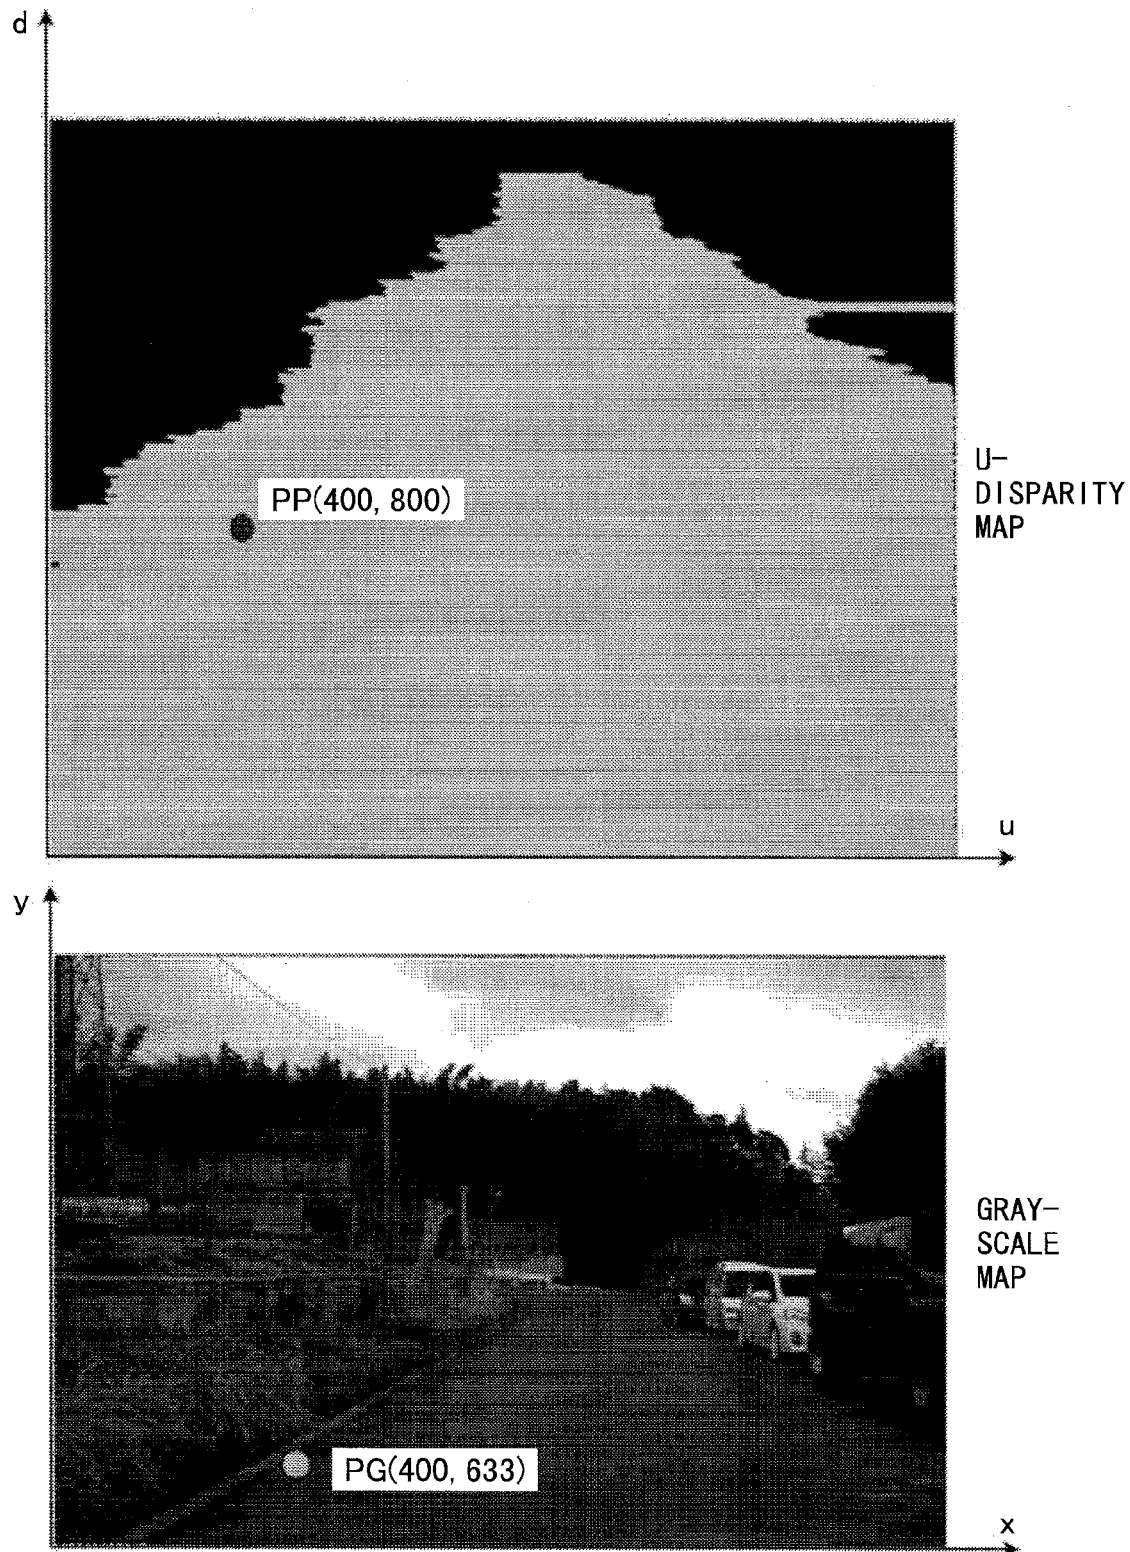 d
PP(400, 800)
U-
DISPARITY
MAP
u
y
GRAY-
SCALE
MAP
PG(400, 633)
x